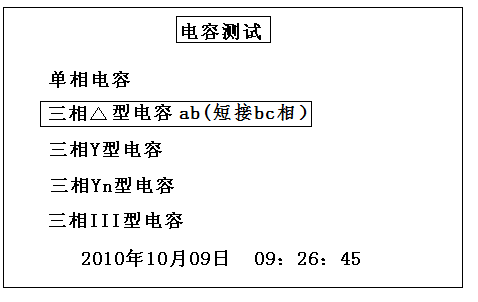 电容测试
单相电容
三相△型电容 ab(短接bc相)
三相Y型电容
三相Yn型电容
三相III型电容
2010年10月09日 09：26：45